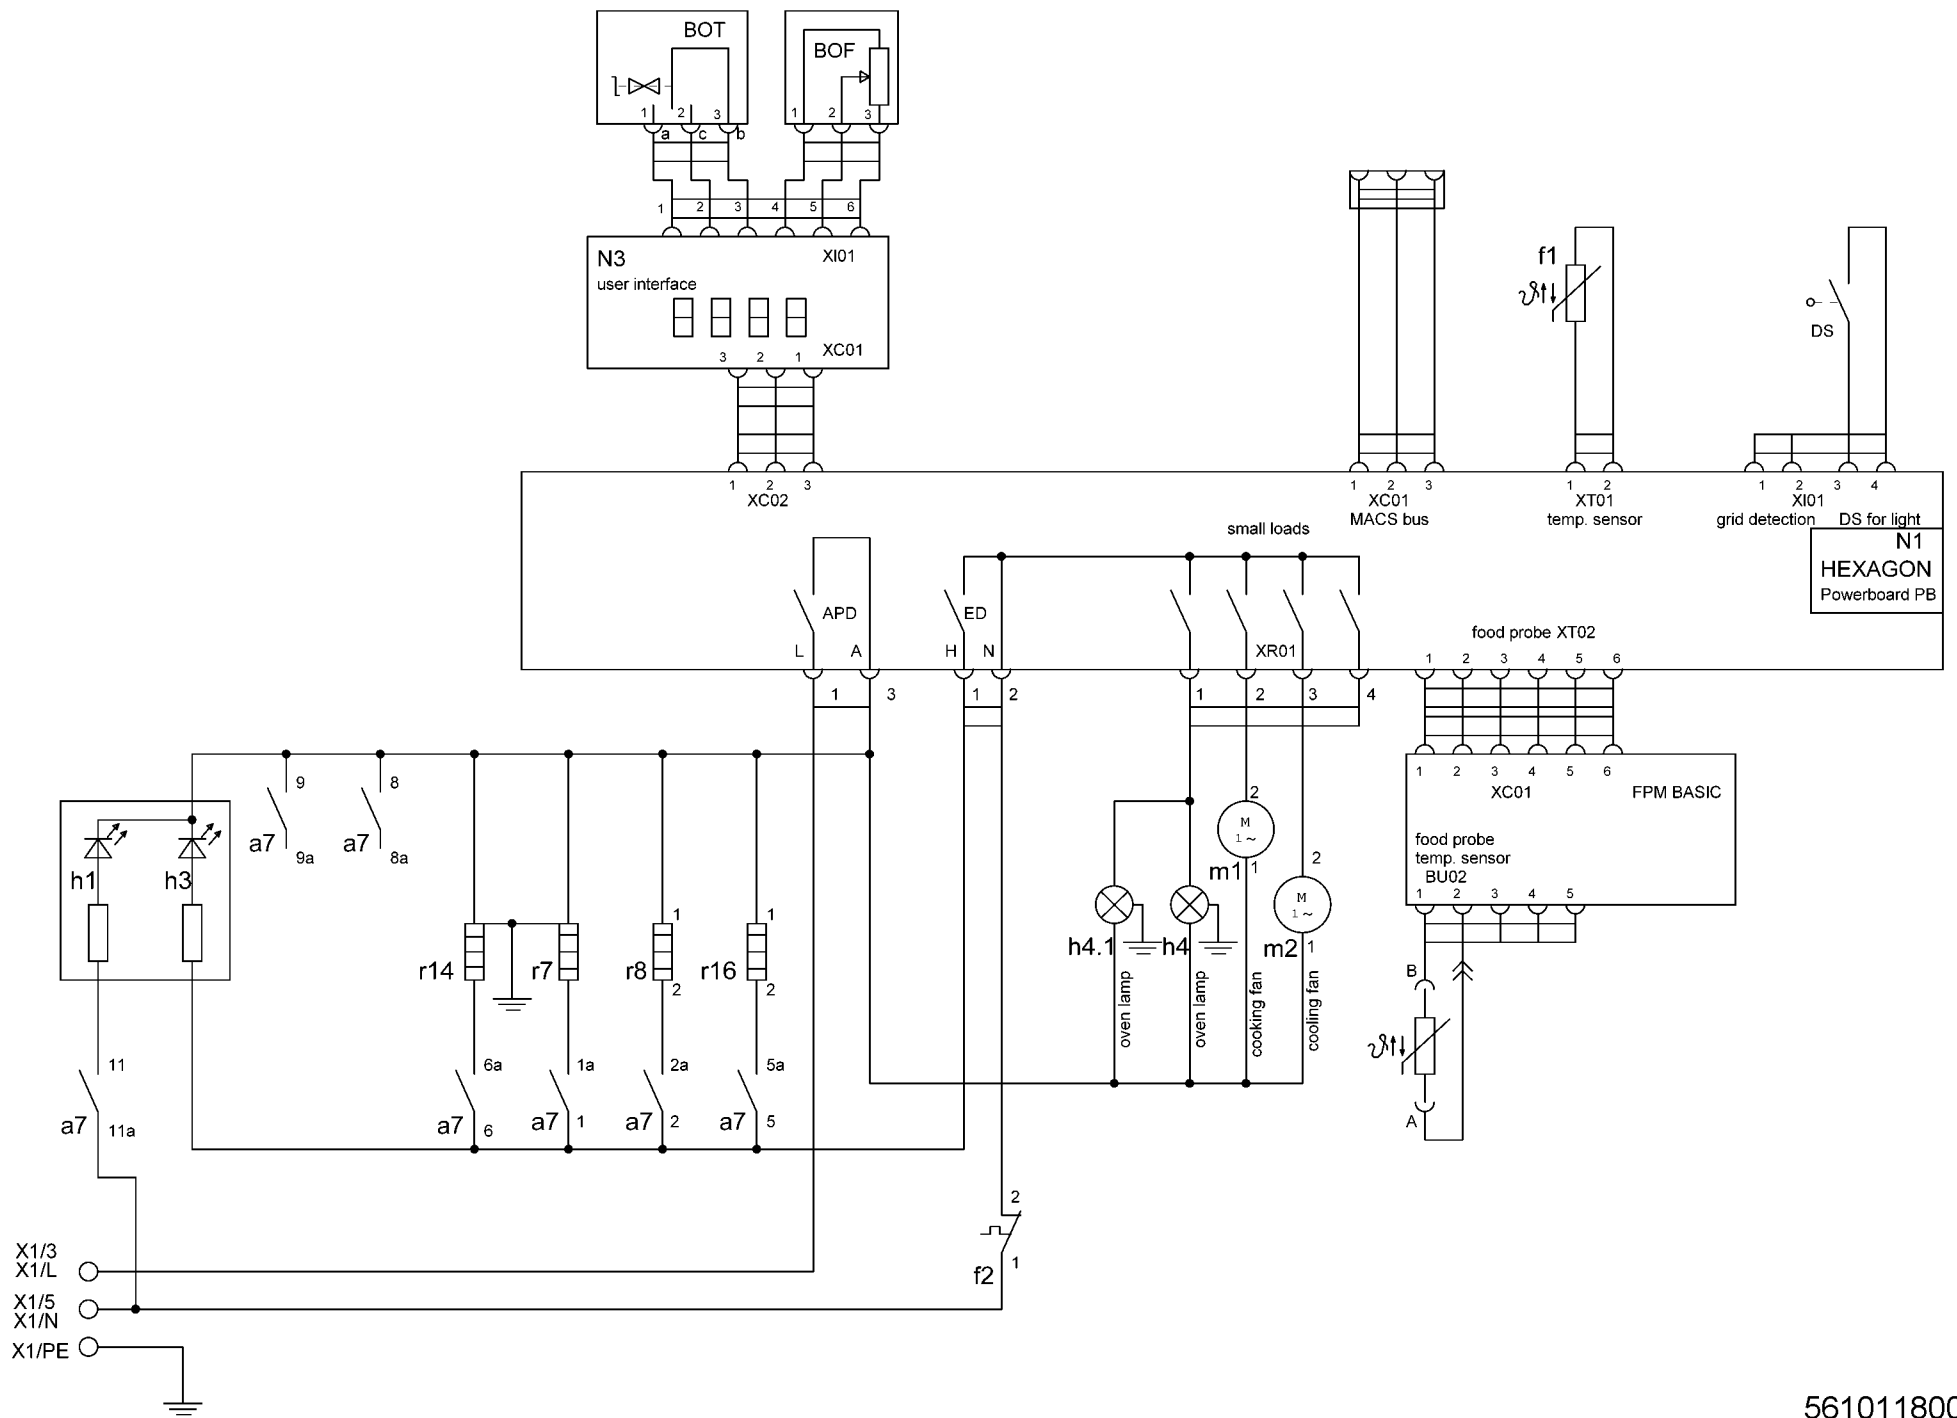 BOT
BOF
1 2 3
1 2 3
a c b
1 2 3 4 5 6
N3
XI01
user interface
XC01
3 2 1
f1
DS
1 2 3
XC02
1 2 3
XC01
MACS bus
1 2
XT01
temp. sensor
1 2 3 4
XI01
grid detection
DS for light
small loads
N1
HEXAGON
Powerboard PB
APD
ED
L A H N
XR01
food probe XT02
1 2 3 4 5 6
1 3 1 2 1 2 3 4
9
8
a7
a7
9a
8a
h1
h3
1 2 3 4 5 6
XC01
FPM BASIC
food probe
temp. sensor
BU02
1 2 3 4 5
2
M
1~
m1
1
2
M
1~
m2
1
h4.1
h4
1
1
r14
r7
r8
r16
2
2
oven lamp
oven lamp
cooking fan
cooling fan
B
ϑ
A
11
a7
11a
6a
1a
2a
5a
a7
6
a7
1
a7
2
a7
5
2
f2
1
X1/3
X1/L
X1/5
X1/N
X1/PE
561011800